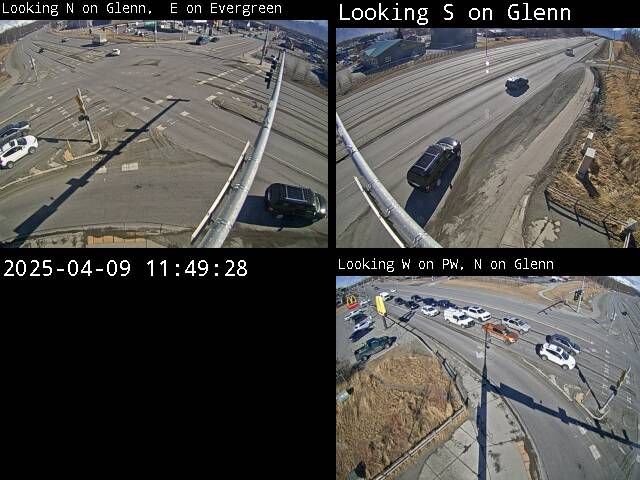 Looking N on Glenn,  E on Evergreen
Looking S on Glenn
2025-04-09 11:49:28
Looking W on PW, N on Glenn